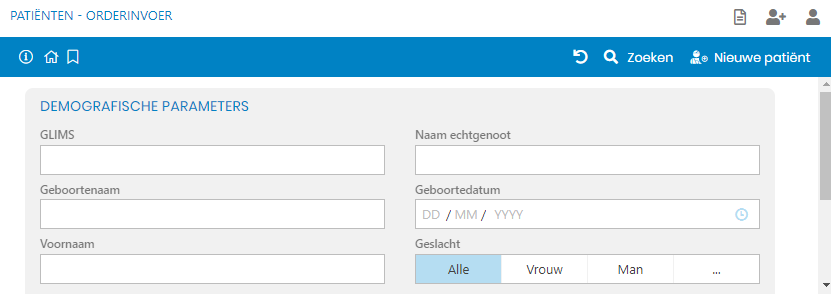 PATIËNTEN - ORDERINVOER
Zoeken Nieuwe patiënt
DEMOGRAFISCHE PARAMETERS
GLIMS Naam echtgenoot
Geboortenaam Geboortedatum
DD / MM / YYYY
Voornaam Geslacht
Alle Vrouw Man ...